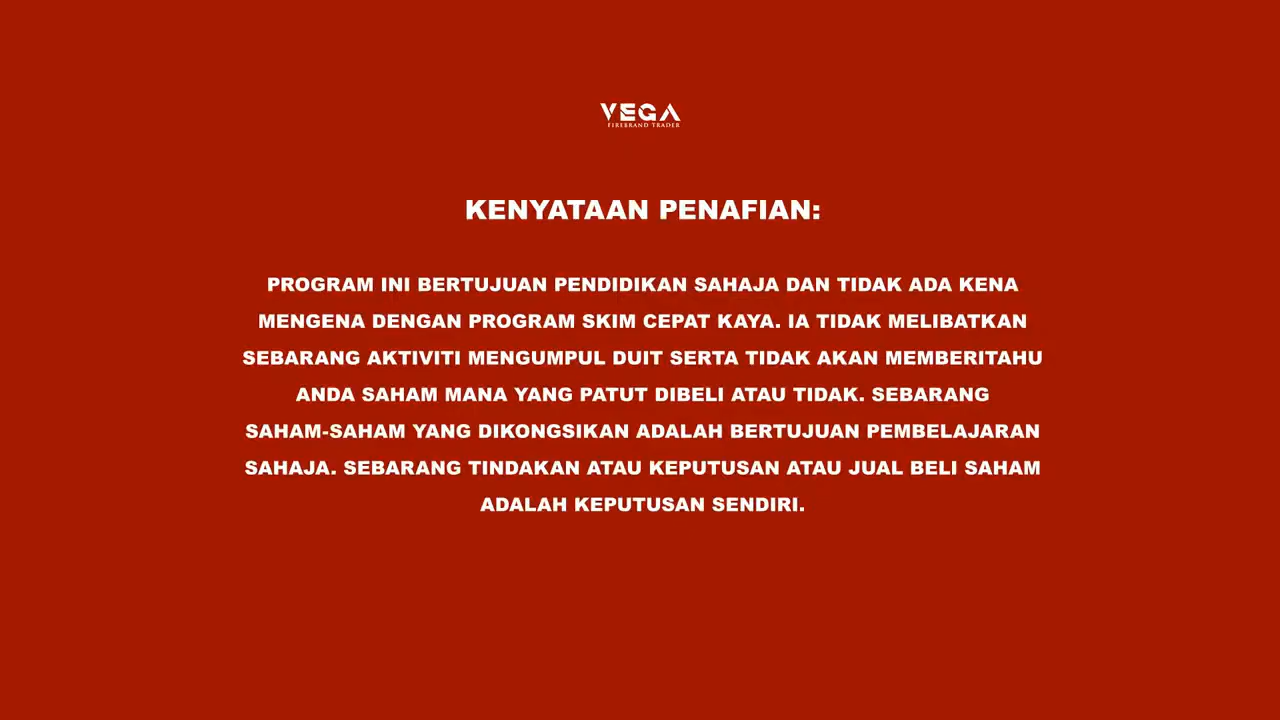 VEGA
FIREBRAND TRADER
KENYATAAN PENAFIAN:
PROGRAM INI BERTUJUAN PENDIDIKAN SAHAJA DAN TIDAK ADA KENA
MENGENA DENGAN PROGRAM SKIM CEPAT KAYA. IA TIDAK MELIBATKAN
SEBARANG AKTIVITI MENGUMPUL DUIT SERTA TIDAK AKAN MEMBERITAHU
ANDA SAHAM MANA YANG PATUT DIBELI ATAU TIDAK. SEBARANG
SAHAM-SAHAM YANG DIKONGSIKAN ADALAH BERTUJUAN PEMBELAJARAN
SAHAJA. SEBARANG TINDAKAN ATAU KEPUTUSAN ATAU JUAL BELI SAHAM
ADALAH KEPUTUSAN SENDIRI.